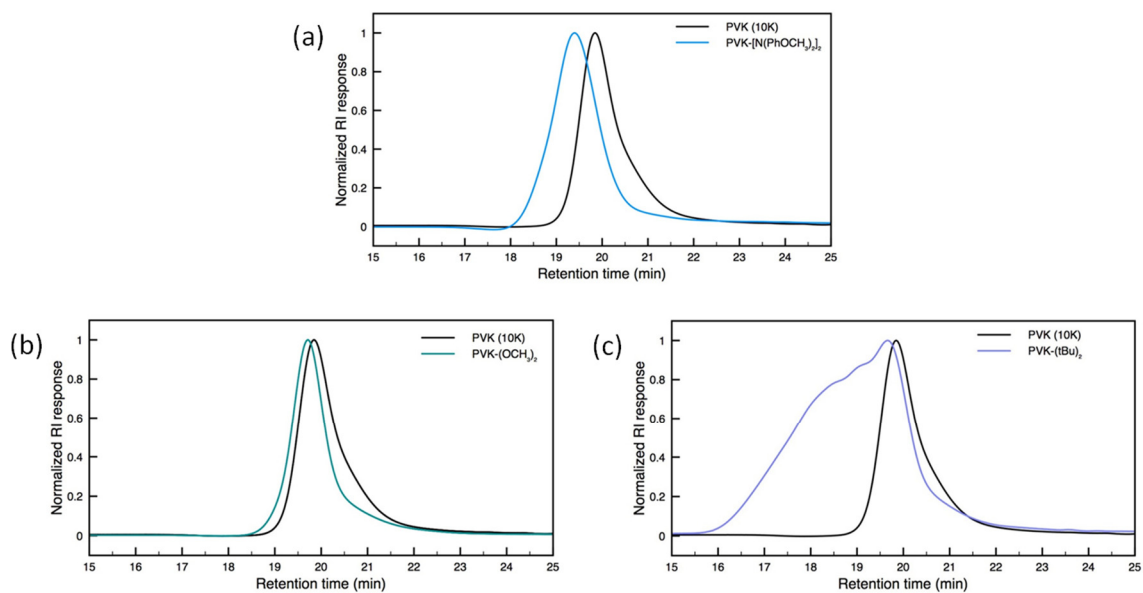 (a)
PVK (10K)
PVK-[N(PhOCH₃)₂]₂
Normalized RI response
1
0.8
0.6
0.4
0.2
0
15 16 17 18 19 20 21 22 23 24 25
Retention time (min)
(b)
PVK (10K)
PVK-(OCH₃)₂
Normalized RI response
1
0.8
0.6
0.4
0.2
0
15 16 17 18 19 20 21 22 23 24 25
Retention time (min)
(c)
PVK (10K)
PVK-(tBu)₂
Normalized RI response
1
0.8
0.6
0.4
0.2
0
15 16 17 18 19 20 21 22 23 24 25
Retention time (min)